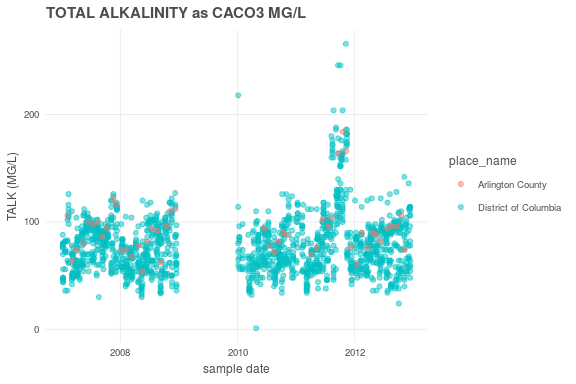 TOTAL ALKALINITY as CACO3 MG/L
TALK (MG/L)
200
100
0
2008
2010
2012
sample date
place_name
Arlington County
District of Columbia